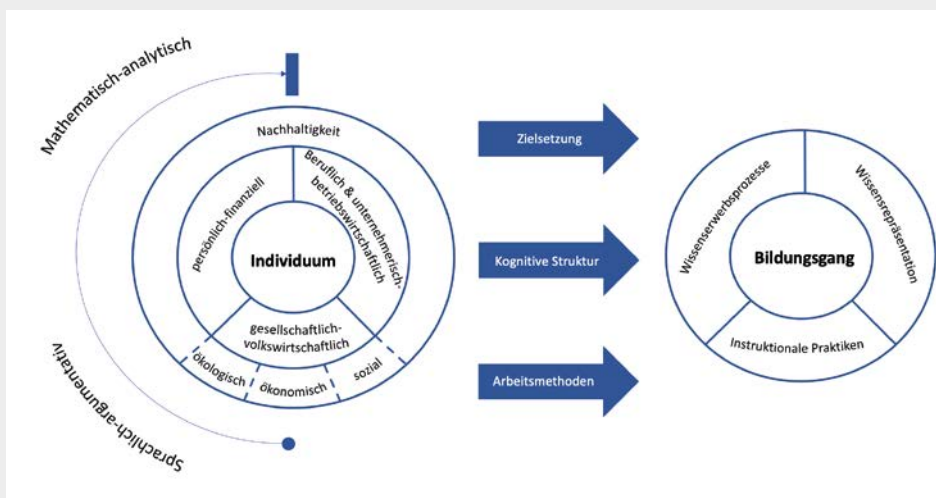 Mathematisch-analytisch
Sprachlich-argumentativ
Nachhaltigkeit
persönlich-finanziell
Beruflich & unternehmerisch-
betriebswirtschaftlich
Individuum
gesellschaftlich-
volkswirtschaftlich
ökologisch
ökonomisch
sozial
Zielsetzung
Kognitive Struktur
Arbeitsmethoden
Wissenserwerbsprozesse
Wissensrepräsentation
Bildungsgang
Instruktionale Praktiken